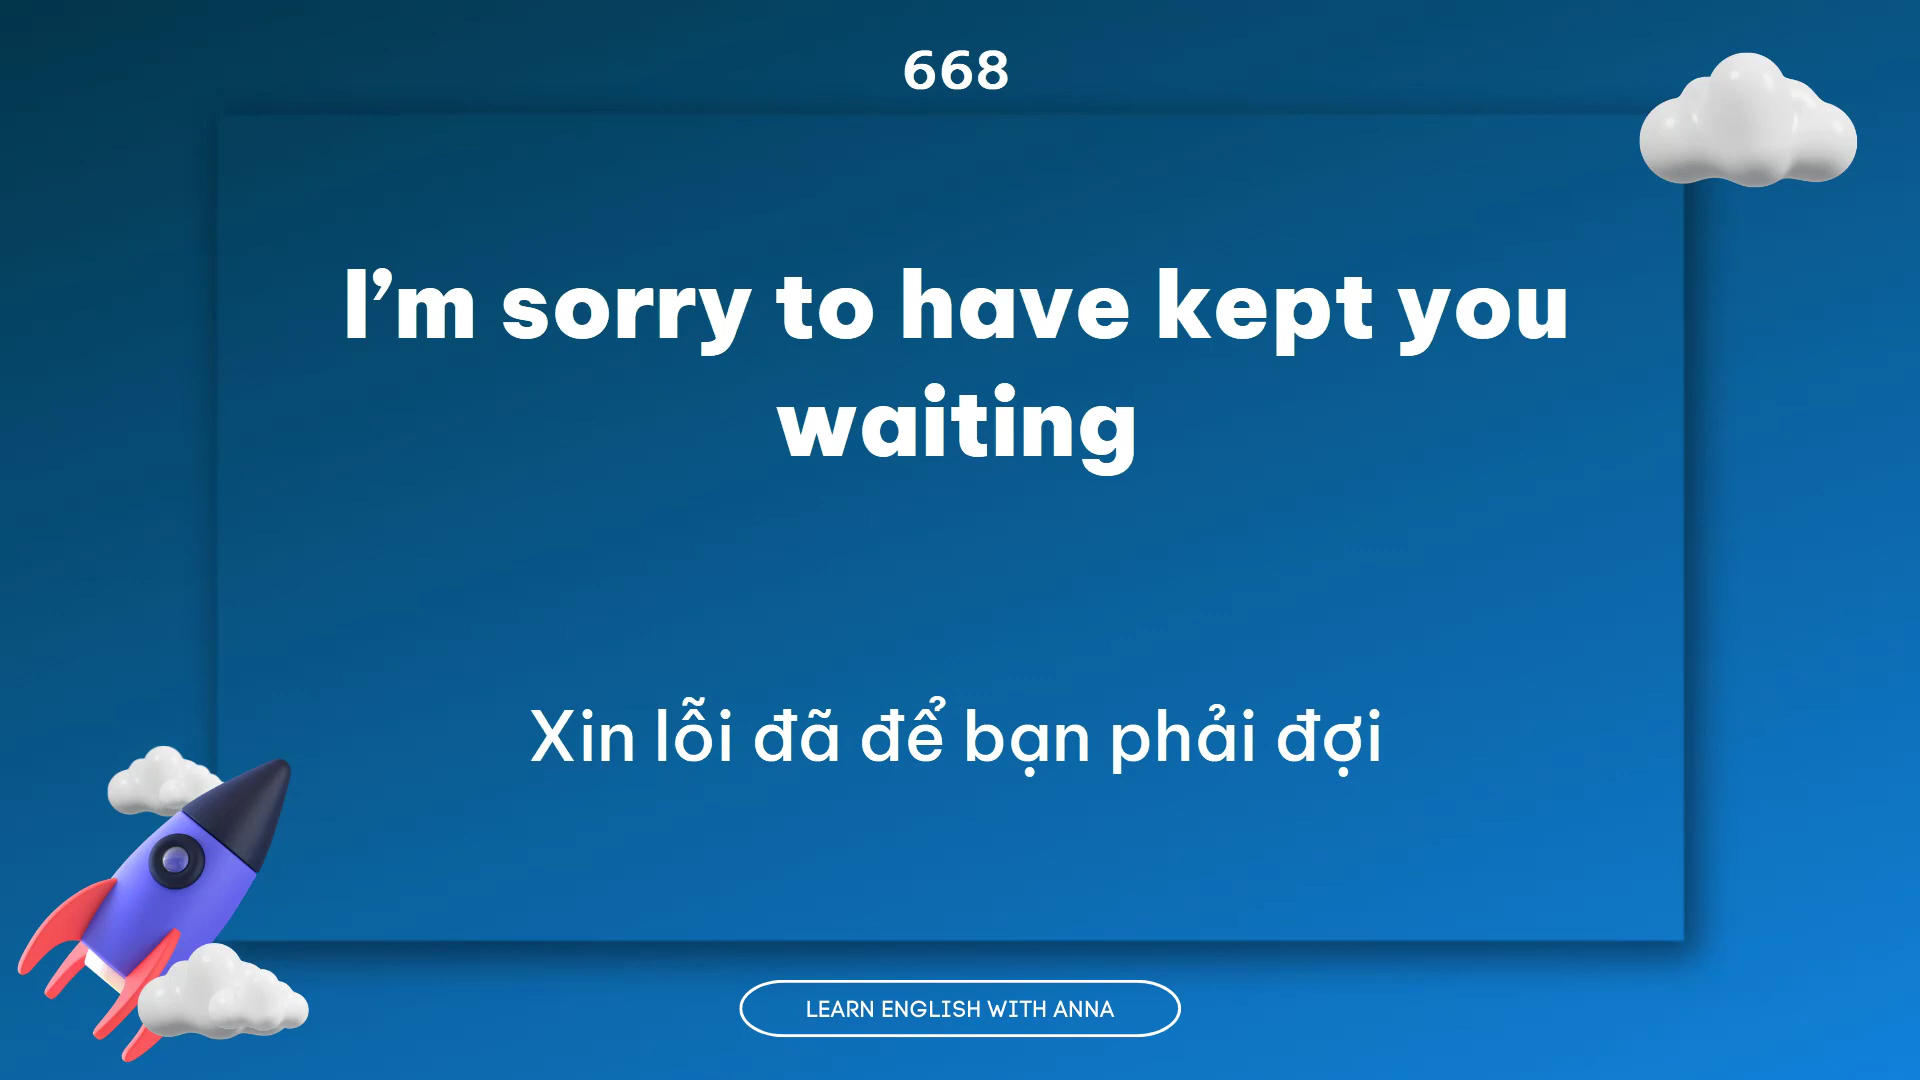 668
I’m sorry to have kept you
waiting
Xin lỗi đã để bạn phải đợi
LEARN ENGLISH WITH ANNA